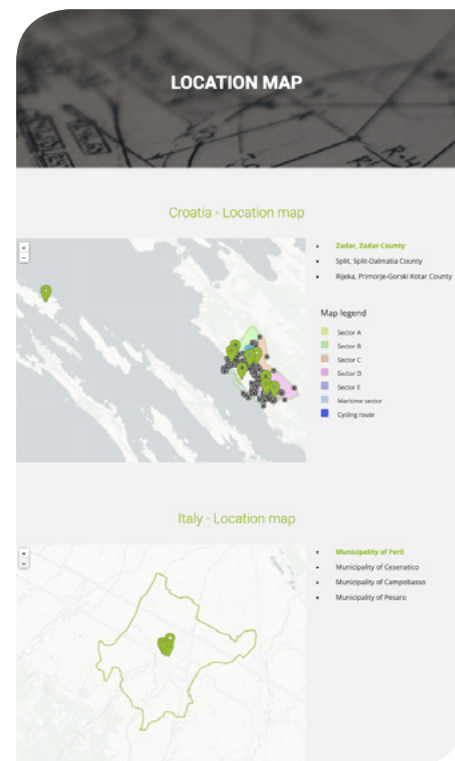 LOCATION MAP
Croatia - Location map
+
−
Zadar, Zadar County
Split, Split-Dalmatia County
Rijeka, Primorje-Gorski Kotar County
Map legend
Sector A
Sector B
Sector C
Sector D
Sector E
Maritime sector
Cycling route
Italy - Location map
+
−
Municipality of Forlì
Municipality of Cesenatico
Municipality of Campobasso
Municipality of Pesaro